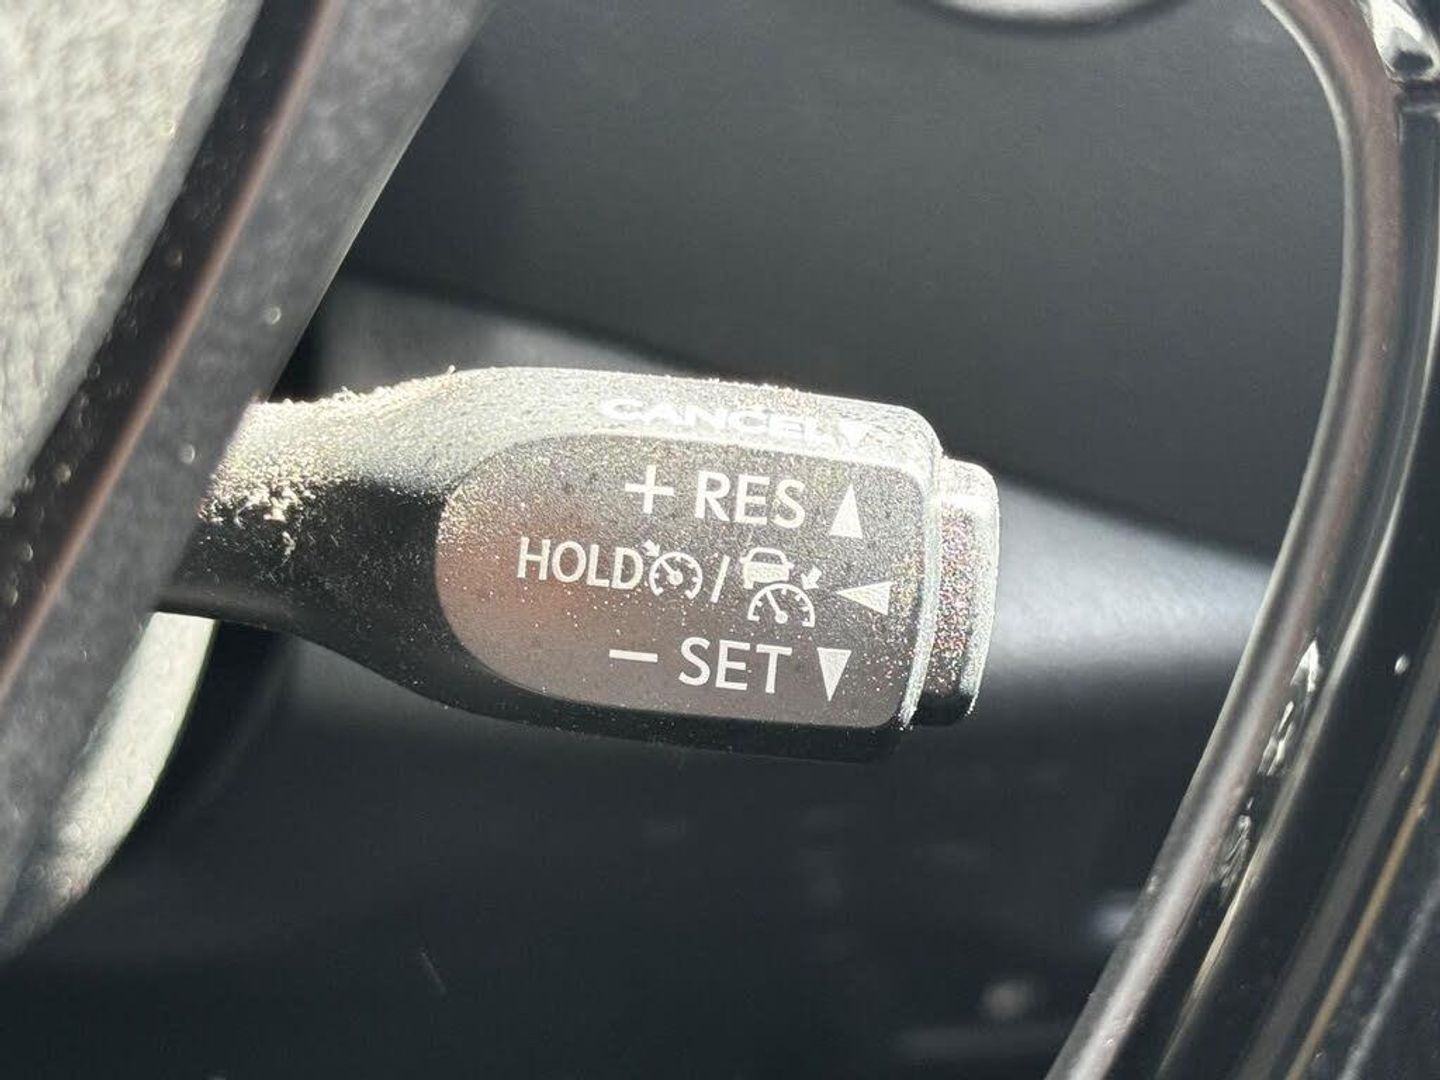 CANCEL
+ RES
HOLD /
− SET